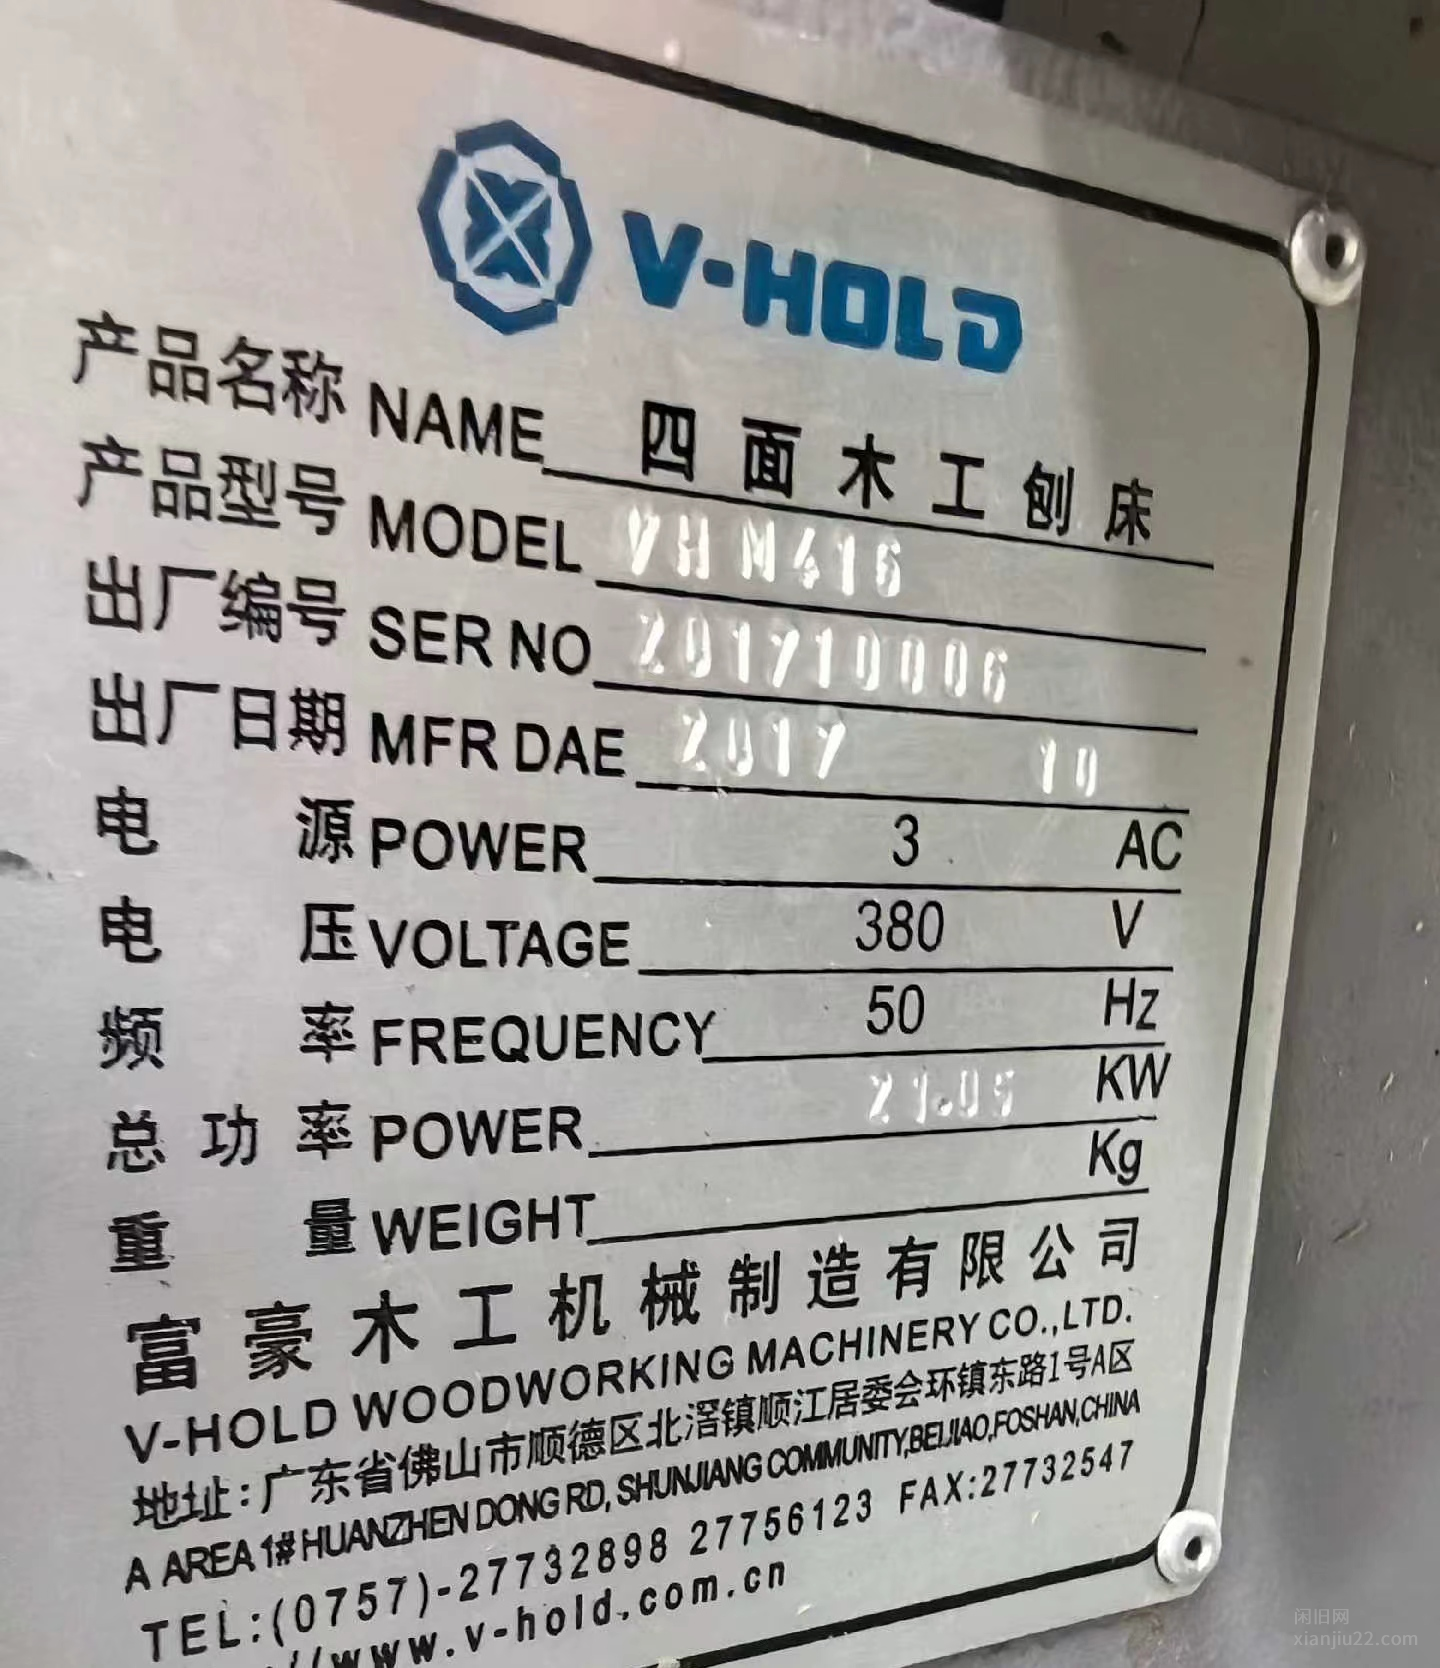 V-HOLD
产品名称 NAME 四面木工刨床
产品型号 MODEL VHM416
出厂编号 SER NO 201710006
出厂日期 MFR DAE 2017 10
电源 POWER 3 AC
电压 VOLTAGE 380 V
频率 FREQUENCY 50 Hz
总功率 POWER 21.05 KW
重量 WEIGHT Kg
富豪木工机械制造有限公司
V-HOLD WOODWORKING MACHINERY CO.,LTD.
地址:广东省佛山市顺德区北滘镇顺江居委会环镇东路1号A区
A AREA 1# HUANZHEN DONG RD, SHUNJIANG COMMUNITY,BEIJIAO,FOSHAN,CHINA
TEL:(0757)-27732898 27756123 FAX:27732547
//www.v-hold.com.cn
闲旧网
xianjiu22.com